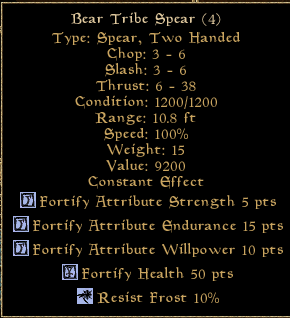 Bear Tribe Spear (4)
Type: Spear, Two Handed
Chop: 3 - 6
Slash: 3 - 6
Thrust: 6 - 38
Condition: 1200/1200
Range: 10.8 ft
Speed: 100%
Weight: 15
Value: 9200
Constant Effect
Fortify Attribute Strength 5 pts
Fortify Attribute Endurance 15 pts
Fortify Attribute Willpower 10 pts
Fortify Health 50 pts
Resist Frost 10%